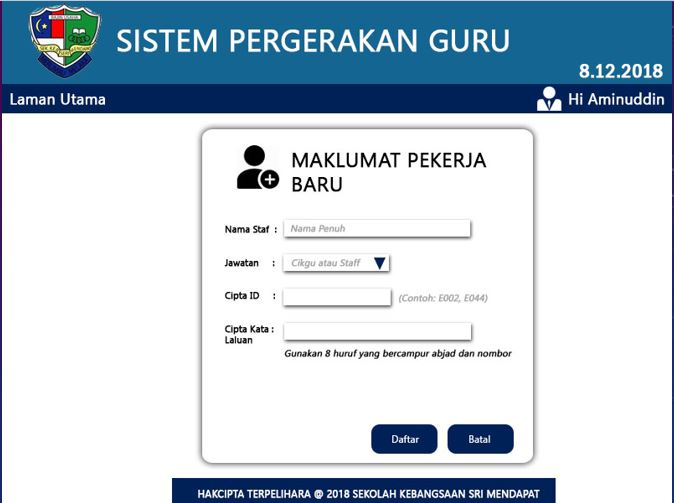 SISTEM PERGERAKAN GURU
8.12.2018
Laman Utama
Hi Aminuddin
MAKLUMAT PEKERJA
BARU
Nama Staf : Nama Penuh
Jawatan : Cikgu atau Staff
Cipta ID : (Contoh: E002, E044)
Cipta Kata :
Laluan
Gunakan 8 huruf yang bercampur abjad dan nombor
Daftar Batal
HAKCIPTA TERPELIHARA @ 2018 SEKOLAH KEBANGSAAN SRI MENDAPAT